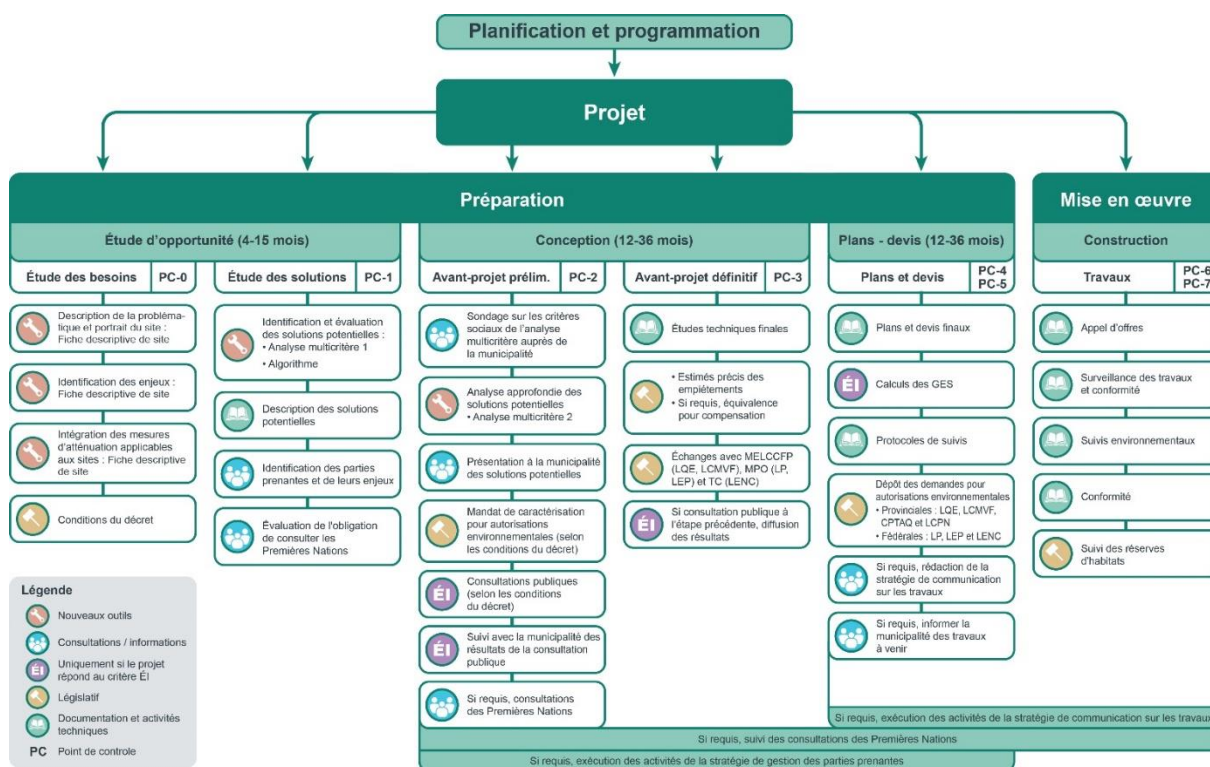 Planification et programmation
Projet
Préparation
Mise en œuvre
Étude d'opportunité (4-15 mois)
Conception (12-36 mois)
Plans - devis (12-36 mois)
Construction
Étude des besoins
PC-0
Étude des solutions
PC-1
Avant-projet prélim.
PC-2
Avant-projet définitif
PC-3
Plans et devis
PC-4
PC-5
Travaux
PC-6
PC-7
Description de la probléma-
tique et portrait du site :
Fiche descriptive de site
Identification des enjeux :
Fiche descriptive de site
Intégration des mesures
d'atténuation applicables
aux sites : Fiche descriptive
de site
Conditions du décret
Identification et évaluation
des solutions potentielles :
• Analyse multicritère 1
• Algorithme
Description des solutions
potentielles
Identification des parties
prenantes et de leurs enjeux
Évaluation de l'obligation
de consulter les
Premières Nations
Sondage sur les critères
sociaux de l'analyse
multicritère auprès de
la municipalité
Analyse approfondie des
solutions potentielles
• Analyse multicritère 2
Présentation à la municipalité
des solutions potentielles
Mandat de caractérisation
pour autorisations
environnementales (selon
les conditions du décret)
ÉI
Consultations publiques
(selon les conditions
du décret)
ÉI
Suivi avec la municipalité des
résultats de la consultation
publique
Si requis, consultations
des Premières Nations
Études techniques finales
• Estimés précis des
empiétements
• Si requis, équivalence
pour compensation
Échanges avec MELCCFP
(LQE, LCMVF), MPO (LP,
LEP) et TC (LENC)
ÉI
Si consultation publique à
l'étape précédente, diffusion
des résultats
Plans et devis finaux
ÉI
Calculs des GES
Protocoles de suivis
Dépôt des demandes pour
autorisations environnementales
• Provinciales : LQE, LCMVF,
CPTAQ et LCPN
• Fédérales : LP, LEP et LENC
Si requis, rédaction de la
stratégie de communication
sur les travaux
Si requis, informer la
municipalité des travaux
à venir
Appel d'offres
Surveillance des travaux
et conformité
Suivis environnementaux
Conformité
Suivi des réserves
d'habitats
Légende
Nouveaux outils
Consultations / informations
ÉI
Uniquement si le projet
répond au critère ÉI
Législatif
Documentation et activités
techniques
PC Point de controle
Si requis, exécution des activités de la stratégie de communication sur les travaux
Si requis, suivi des consultations des Premières Nations
Si requis, exécution des activités de la stratégie de gestion des parties prenantes